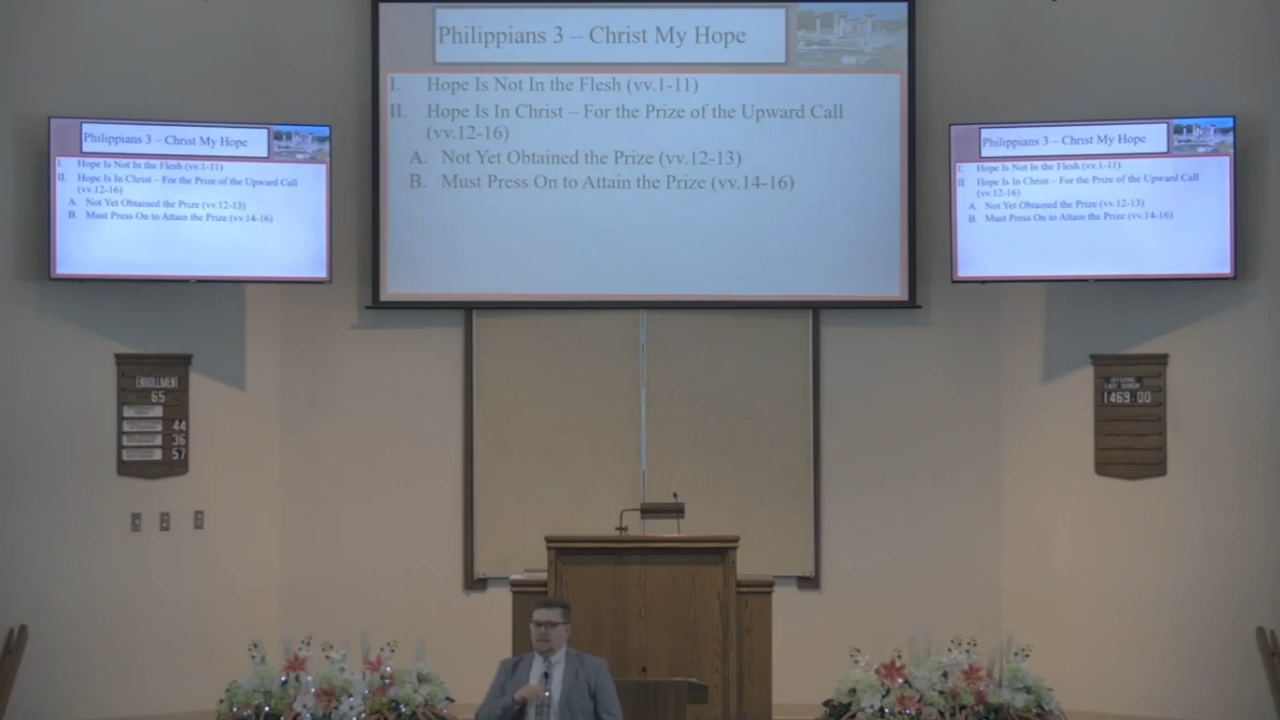 Philippians 3 – Christ My Hope
I. Hope Is Not In the Flesh (vv.1-11)
II. Hope Is In Christ – For the Prize of the Upward Call
(vv.12-16)
A. Not Yet Obtained the Prize (vv.12-13)
B. Must Press On to Attain the Prize (vv.14-16)
Philippians 3 – Christ My Hope
I. Hope Is Not In the Flesh (vv.1-11)
II. Hope Is In Christ – For the Prize of the Upward Call
(vv.12-16)
A. Not Yet Obtained the Prize (vv.12-13)
B. Must Press On to Attain the Prize (vv.14-16)
Philippians 3 – Christ My Hope
I. Hope Is Not In the Flesh (vv.1-11)
II Hope Is In Christ – For the Prize of the Upward Call
(vv.12-16)
A. Not Yet Obtained the Prize (vv.12-13)
B. Must Press On to Attain the Prize (vv.14-16)
ENROLLMENT
65
44
36
57
OFFERING
LAST SUNDAY
1469.00